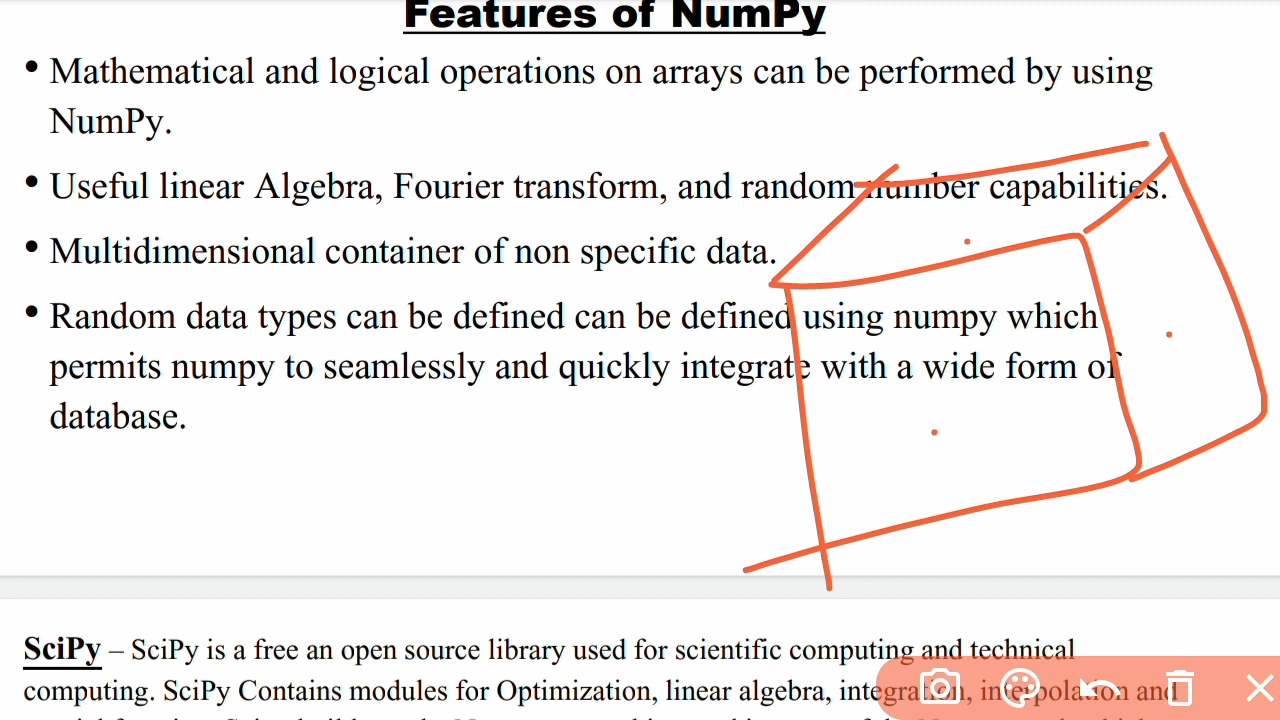 Features of NumPy
• Mathematical and logical operations on arrays can be performed by using
NumPy.
• Useful linear Algebra, Fourier transform, and random number capabilities.
• Multidimensional container of non specific data.
• Random data types can be defined can be defined using numpy which
permits numpy to seamlessly and quickly integrate with a wide form of
database.
SciPy – SciPy is a free an open source library used for scientific computing and technical
computing. SciPy Contains modules for Optimization, linear algebra, integration, interpolation and